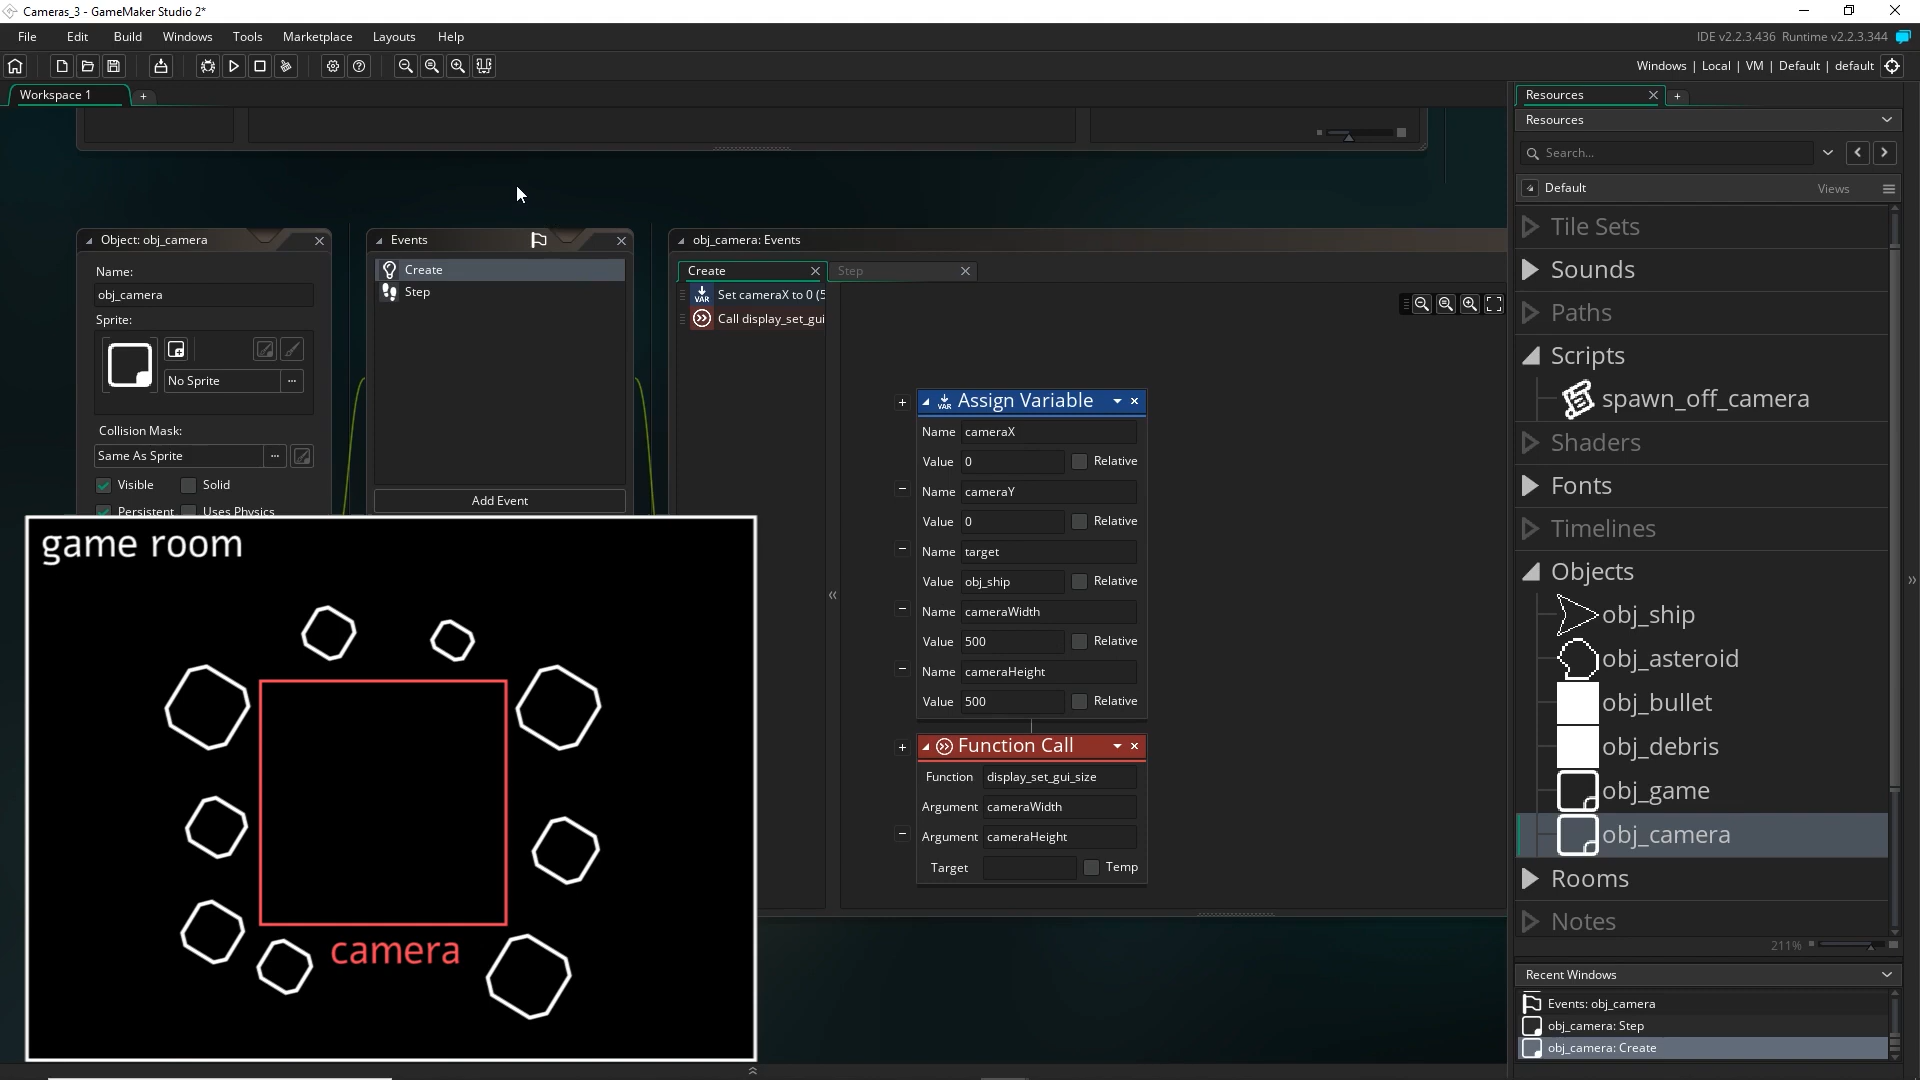 Cameras_3 - GameMaker Studio 2*
File Edit Build Windows Tools Marketplace Layouts Help
IDE v2.2.3.436 Runtime v2.2.3.344
Windows | Local | VM | Default | default
Workspace 1
+
Resources
+
Resources
Search...
Default
Views
Object: obj_camera
Name:
obj_camera
Sprite:
No Sprite
...
Collision Mask:
Same As Sprite
...
Visible
Solid
Persistent
Uses Physics
Events
Create
Step
Add Event
obj_camera: Events
Create
Step
Set cameraX to 0 (5
Call display_set_gui
VAR Assign Variable
Name cameraX
Value 0 Relative
Name cameraY
Value 0 Relative
Name target
Value obj_ship Relative
Name cameraWidth
Value 500 Relative
Name cameraHeight
Value 500 Relative
Function Call
Function display_set_gui_size
Argument cameraWidth
Argument cameraHeight
Target Temp
game room
camera
Tile Sets
Sounds
Paths
Scripts
spawn_off_camera
Shaders
Fonts
Timelines
Objects
obj_ship
obj_asteroid
obj_bullet
obj_debris
obj_game
obj_camera
Rooms
Notes
211%
Recent Windows
Events: obj_camera
obj_camera: Step
obj_camera: Create